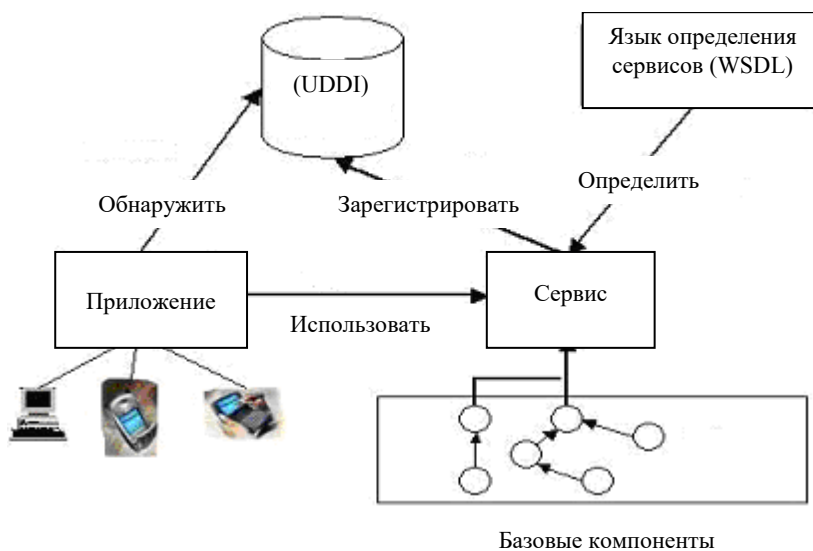 (UDDI)
Язык определения
сервисов (WSDL)
Обнаружить
Зарегистрировать
Определить
Приложение
Использовать
Сервис
Базовые компоненты